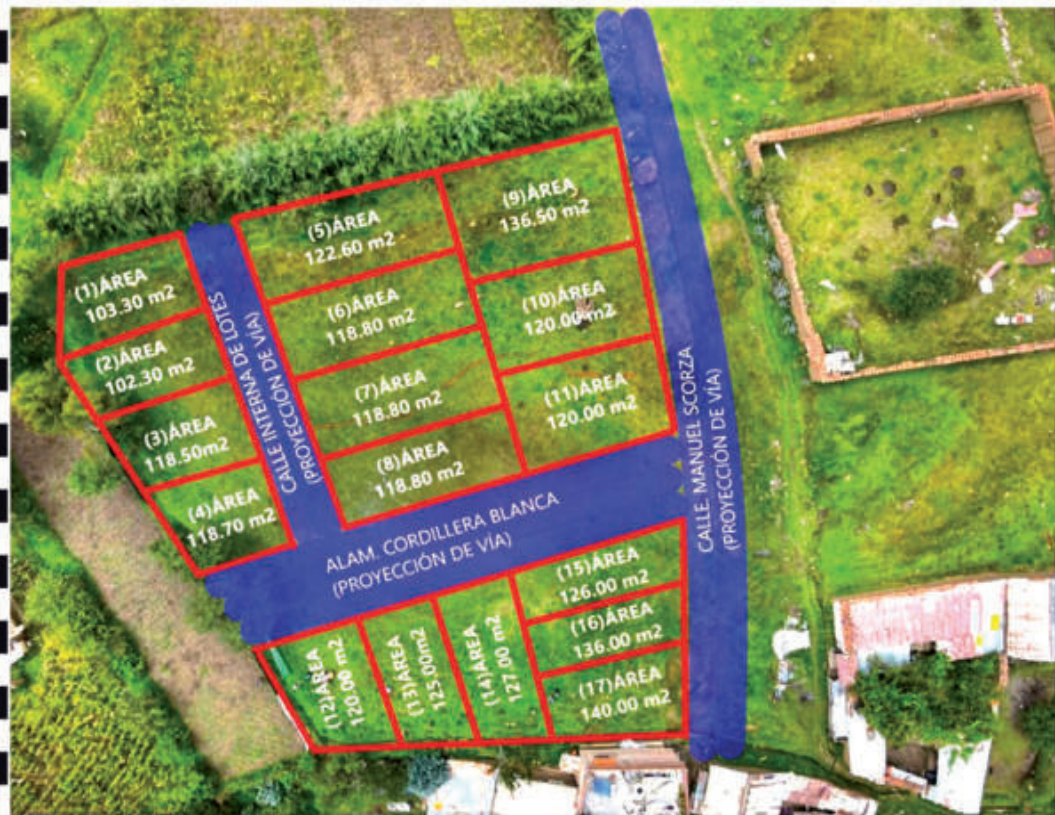 (1)ÁREA
103.30 m2
(2)ÁREA
102.30 m2
(3)ÁREA
118.50m2
(4)ÁREA
118.70 m2
CALLE INTERNA DE LOTES
(PROYECCIÓN DE VÍA)
(5)ÁREA
122.60 m2
(6)ÁREA
118.80 m2
(7)ÁREA
118.80 m2
(8)ÁREA
118.80 m2
(9)ÁREA
136.50 m2
(10)ÁREA
120.00 m2
(11)ÁREA
120.00 m2
CALLE. MANUEL SCORZA
(PROYECCIÓN DE VÍA)
ALAM. CORDILLERA BLANCA
(PROYECCIÓN DE VÍA)
(12)ÁREA
120.00 m2
(13)ÁREA
125.00m2
(14)ÁREA
127.00 m2
(15)ÁREA
126.00 m2
(16)ÁREA
136.00 m2
(17)ÁREA
140.00 m2